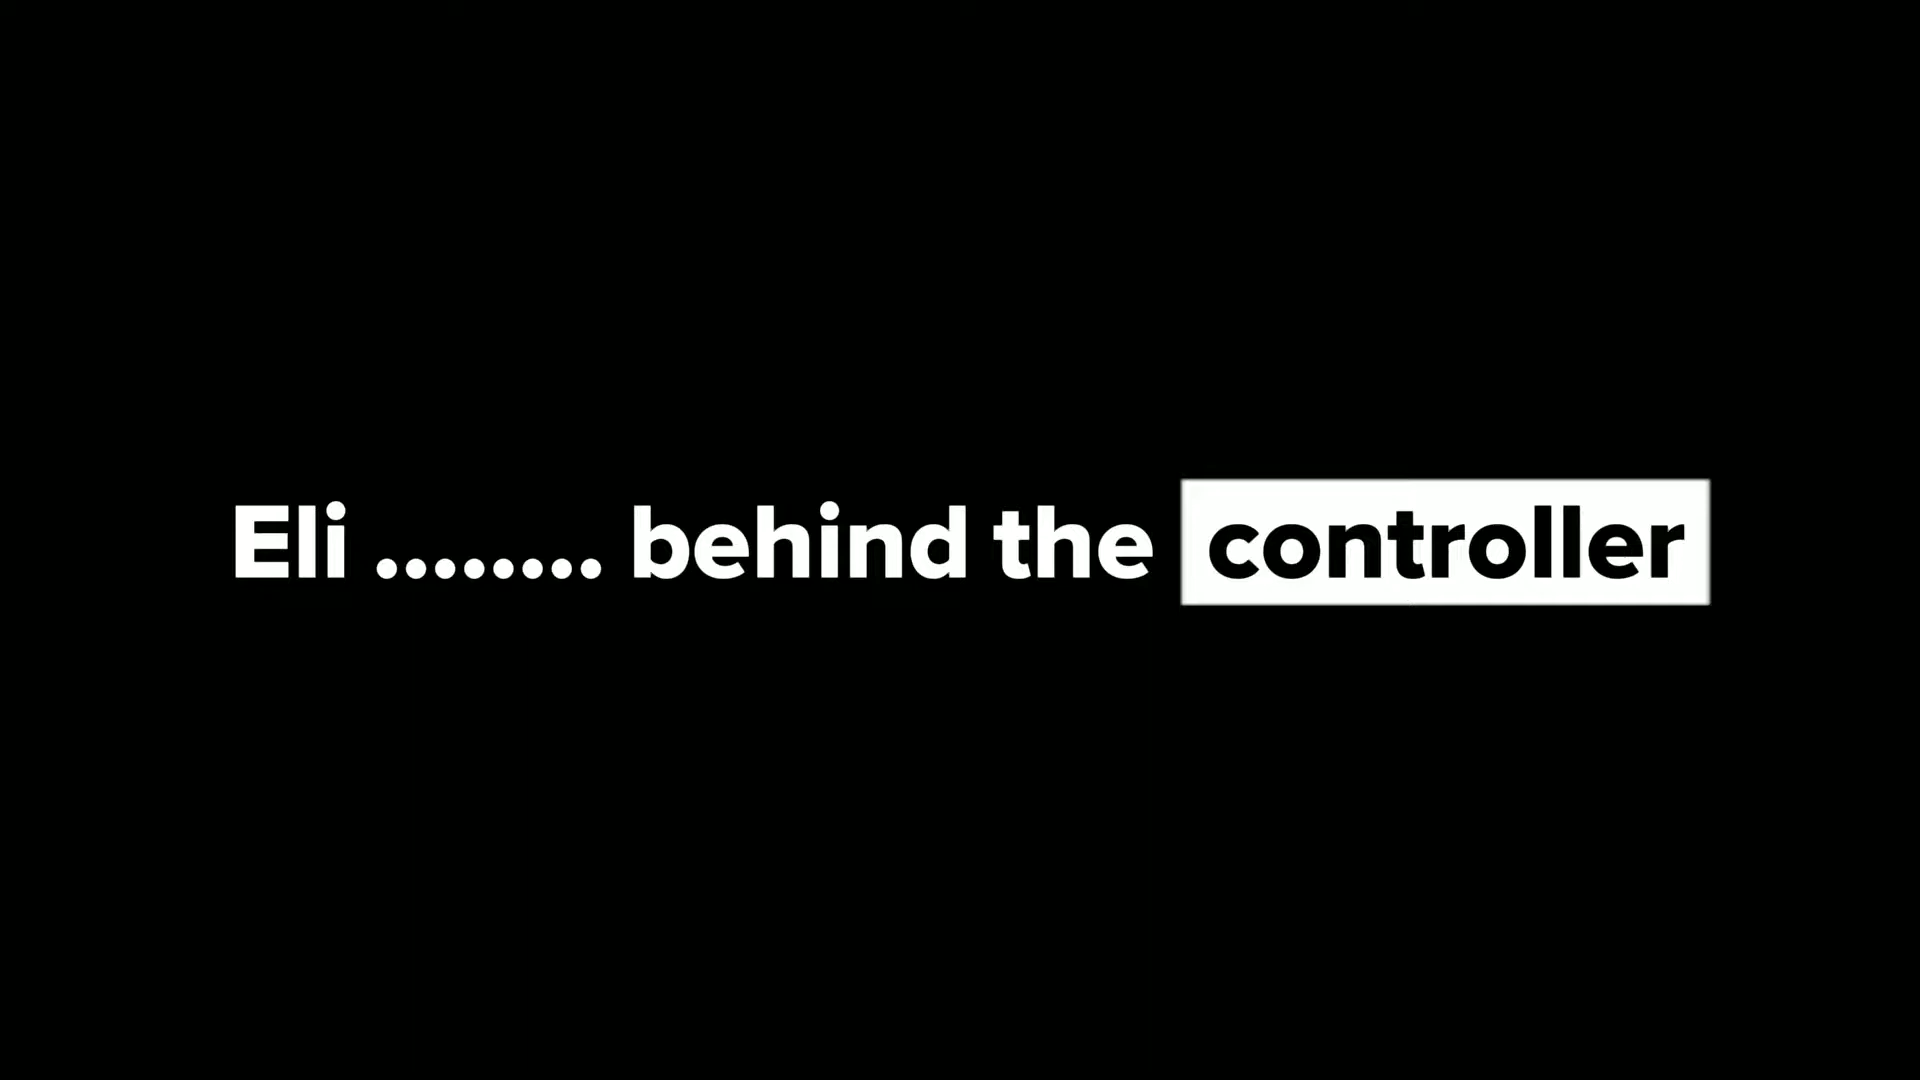 Eli ........ behind the controller